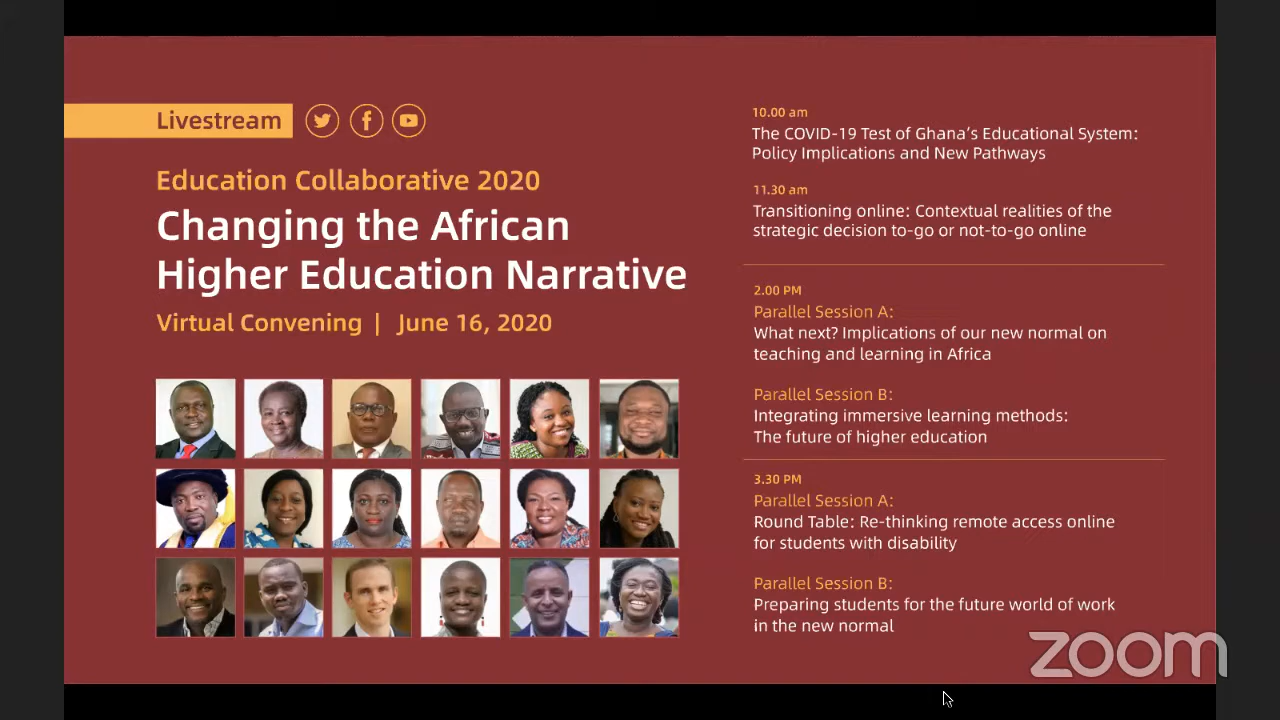 Livestream
Education Collaborative 2020
Changing the African
Higher Education Narrative
Virtual Convening | June 16, 2020
10.00 am
The COVID-19 Test of Ghana's Educational System:
Policy Implications and New Pathways
11.30 am
Transitioning online: Contextual realities of the
strategic decision to-go or not-to-go online
2.00 PM
Parallel Session A:
What next? Implications of our new normal on
teaching and learning in Africa
Parallel Session B:
Integrating immersive learning methods:
The future of higher education
3.30 PM
Parallel Session A:
Round Table: Re-thinking remote access online
for students with disability
Parallel Session B:
Preparing students for the future world of work
in the new normal
zoom